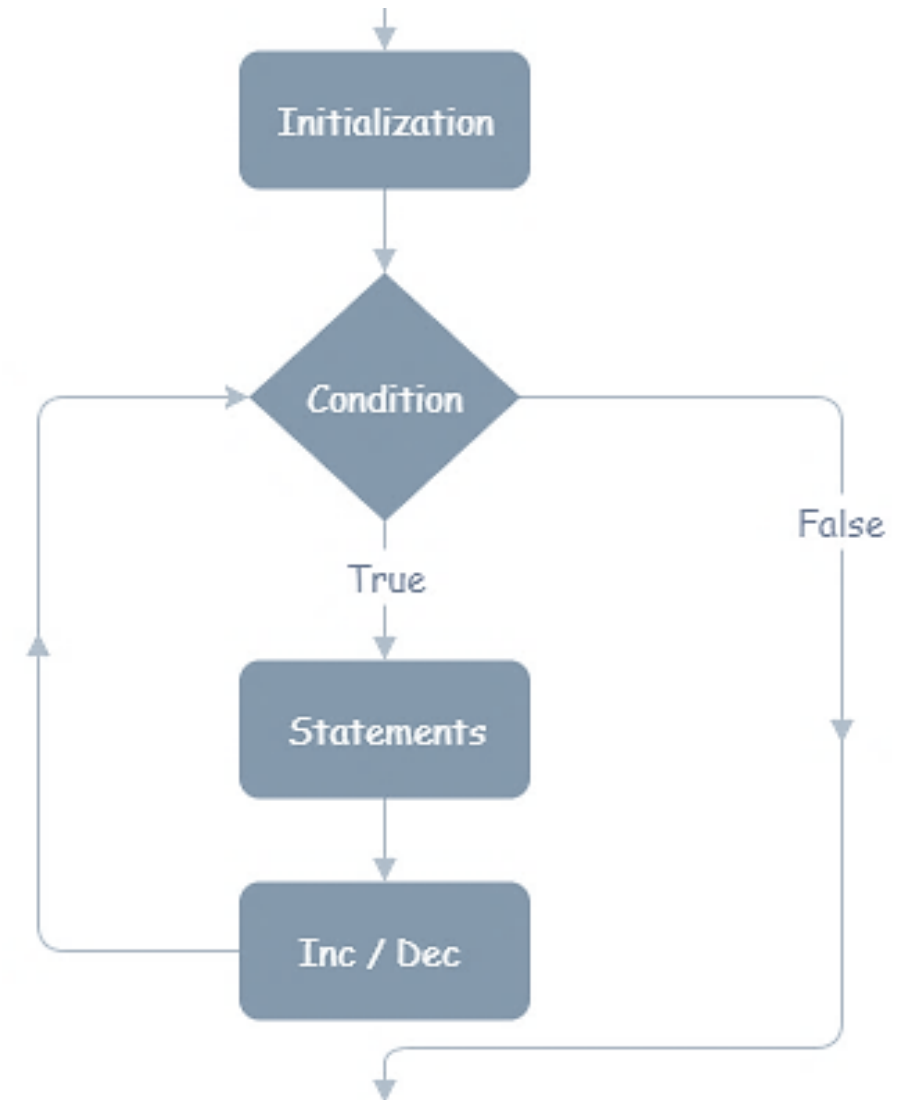 Initialization
Condition
False
True
Statements
Inc / Dec